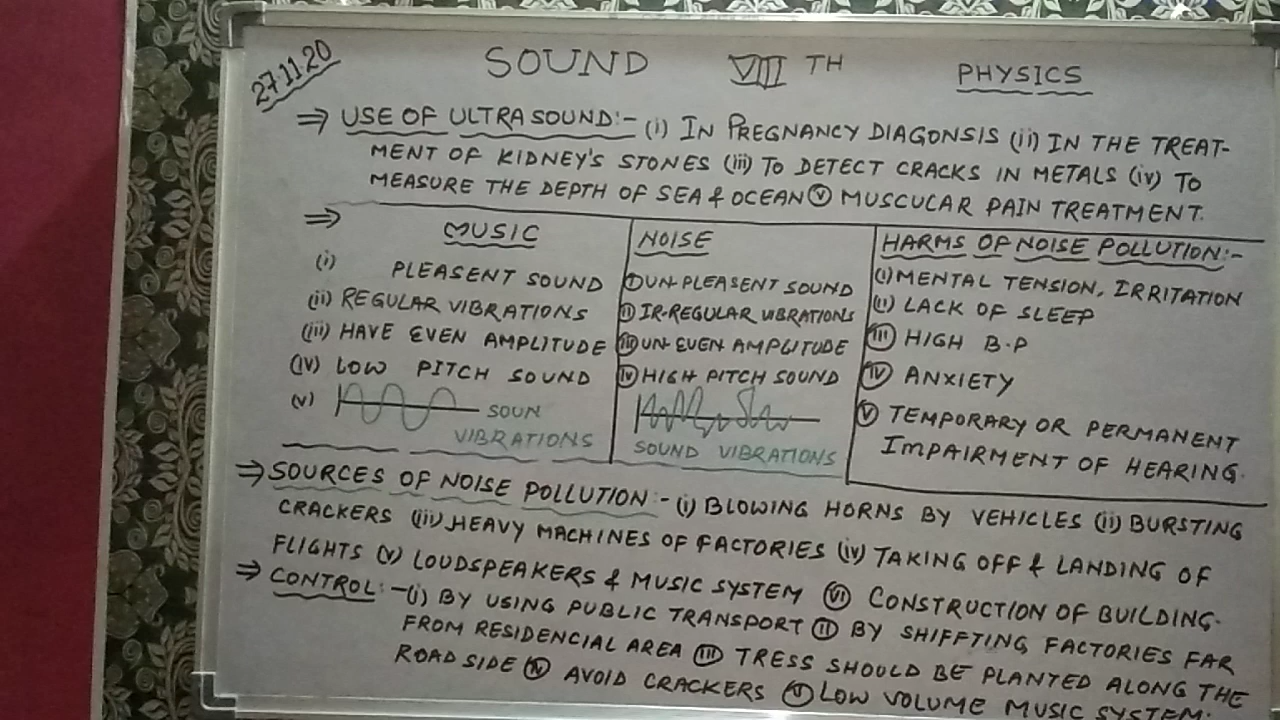 27.11.20
SOUND VIII TH PHYSICS
⇒ USE OF ULTRASOUND:- (i) IN PREGNANCY DIAGONSIS (ii) IN THE TREAT-
MENT OF KIDNEY'S STONES (iii) TO DETECT CRACKS IN METALS (iv) TO
MEASURE THE DEPTH OF SEA & OCEAN (v) MUSCULAR PAIN TREATMENT.
⇒ MUSIC
(i) PLEASENT SOUND
(ii) REGULAR VIBRATIONS
(iii) HAVE EVEN AMPLITUDE
(iv) LOW PITCH SOUND
(v) SOUN
VIBRATIONS
NOISE
(i) UN-PLEASENT SOUND
(ii) IR-REGULAR VIBRATIONS
(iii) UN-EVEN AMPLITUDE
(iv) HIGH PITCH SOUND
SOUND VIBRATIONS
HARMS OF NOISE POLLUTION:-
(i) MENTAL TENSION, IRRITATION
(ii) LACK OF SLEEP
(iii) HIGH B.P
(iv) ANXIETY
(v) TEMPORARY OR PERMANENT
IMPAIRMENT OF HEARING.
⇒ SOURCES OF NOISE POLLUTION:- (i) BLOWING HORNS BY VEHICLES (ii) BURSTING
CRACKERS (iii) HEAVY MACHINES OF FACTORIES (iv) TAKING OFF & LANDING OF
FLIGHTS (v) LOUDSPEAKERS & MUSIC SYSTEM (vi) CONSTRUCTION OF BUILDING.
⇒ CONTROL:- (i) BY USING PUBLIC TRANSPORT (ii) BY SHIFFTING FACTORIES FAR
FROM RESIDENCIAL AREA (iii) TRESS SHOULD BE PLANTED ALONG THE
ROAD SIDE (iv) AVOID CRACKERS (v) LOW VOLUME MUSIC SYSTEM.